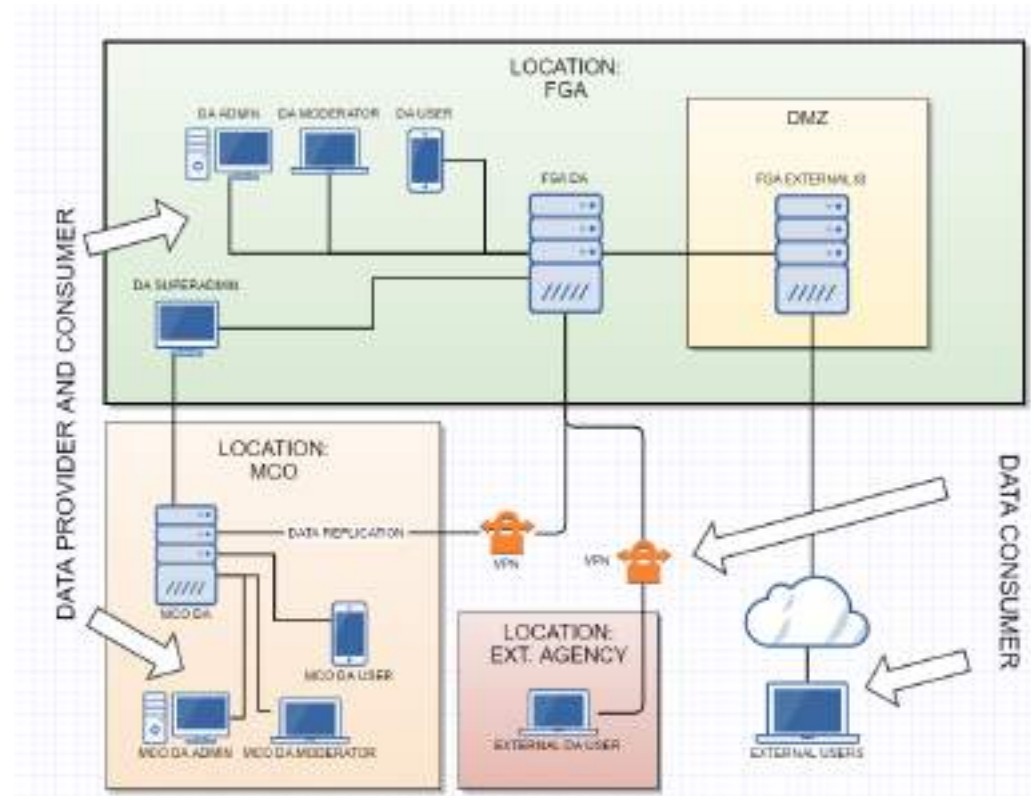 LOCATION:
FGA
DA ADMIN
DA MODERATOR
DA USER
DMZ
FGA DA
FGA EXTERNAL
DA SUPERADMIN
DATA PROVIDER AND CONSUMER
LOCATION:
MCO
DATA REPLICATION
VPN
VPN
DATA CONSUMER
MCO DA
LOCATION:
EXT. AGENCY
MCO DA USER
MCO DA ADMIN
MCO DA MODERATOR
EXTERNAL DA USER
EXTERNAL USERS